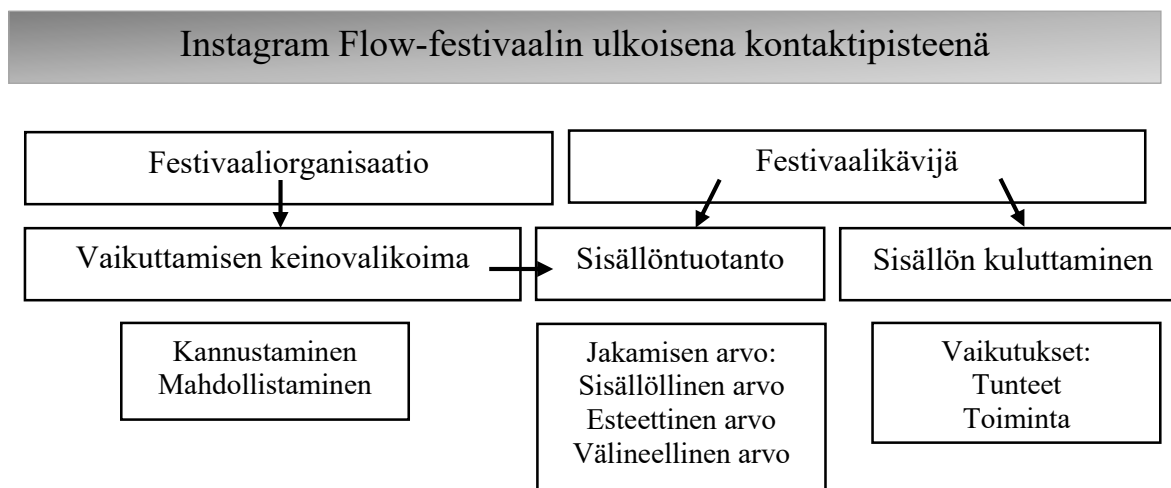 Instagram Flow-festivaalin ulkoisena kontaktipisteenä
Festivaaliorganisaatio
Festivaalikävijä
Vaikuttamisen keinovalikoima
Sisällöntuotanto
Sisällön kuluttaminen
Kannustaminen
Mahdollistaminen
Jakamisen arvo:
Sisällöllinen arvo
Esteettinen arvo
Välineellinen arvo
Vaikutukset:
Tunteet
Toiminta